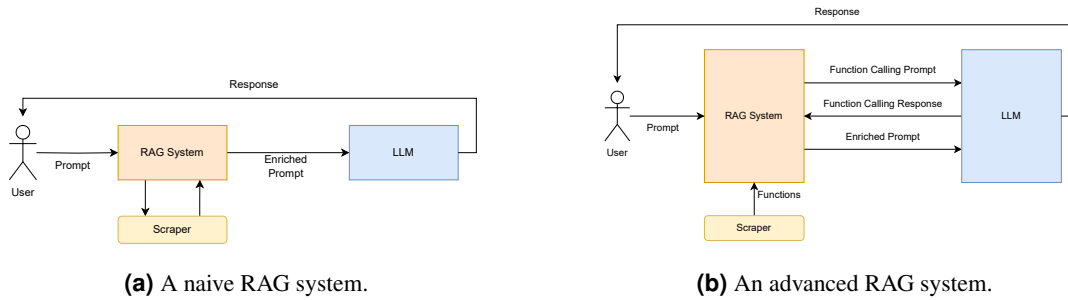 Response
RAG System
LLM
Prompt
Enriched
Prompt
User
Scraper
(a) A naive RAG system.
Response
Function Calling Prompt
Function Calling Response
RAG System
LLM
Prompt
Enriched Prompt
User
Functions
Scraper
(b) An advanced RAG system.